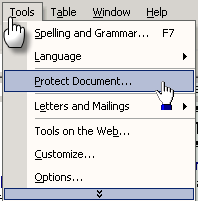 Tools Table Window Help
Spelling and Grammar... F7
Language
Protect Document...
Letters and Mailings
Tools on the Web...
Customize...
Options...